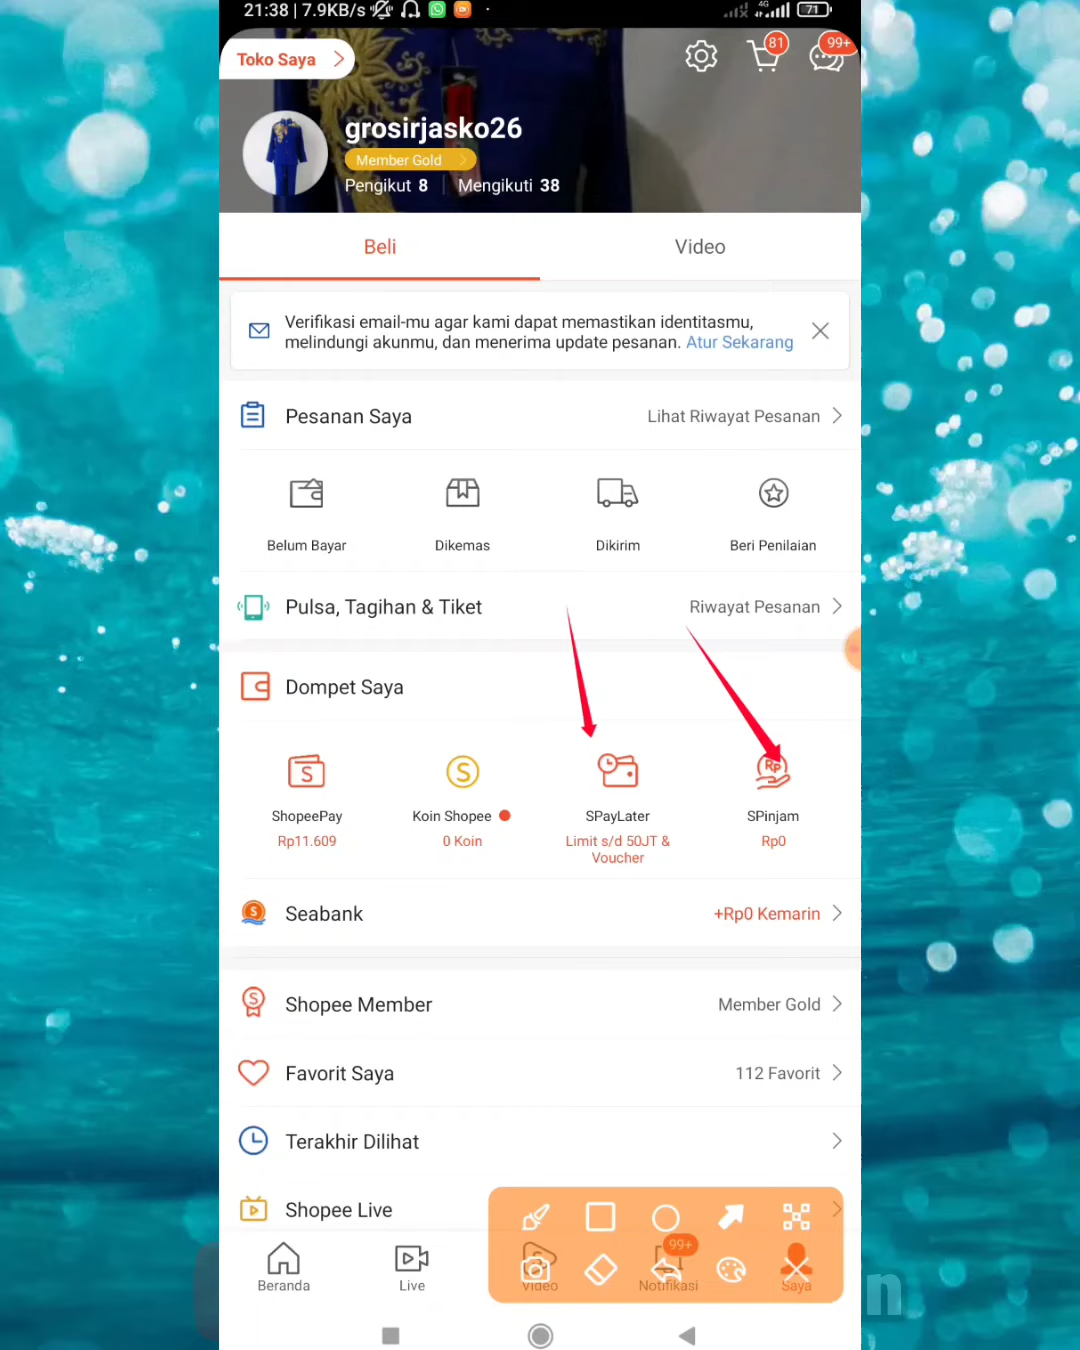 21:38 | 7.9KB/s
4G
71
Toko Saya
81
99+
grosirjasko26
Member Gold
Pengikut 8 Mengikuti 38
Beli Video
Verifikasi email-mu agar kami dapat memastikan identitasmu,
melindungi akunmu, dan menerima update pesanan. Atur Sekarang
Pesanan Saya Lihat Riwayat Pesanan
Belum Bayar Dikemas Dikirim Beri Penilaian
Pulsa, Tagihan & Tiket Riwayat Pesanan
Dompet Saya
ShopeePay Koin Shopee SPayLater SPinjam
Rp11.609 0 Koin Limit s/d 50JT & Rp0
Voucher
Seabank +Rp0 Kemarin
Shopee Member Member Gold
Favorit Saya 112 Favorit
Terakhir Dilihat
Shopee Live
99+
Beranda Live Video Notifikasi Saya